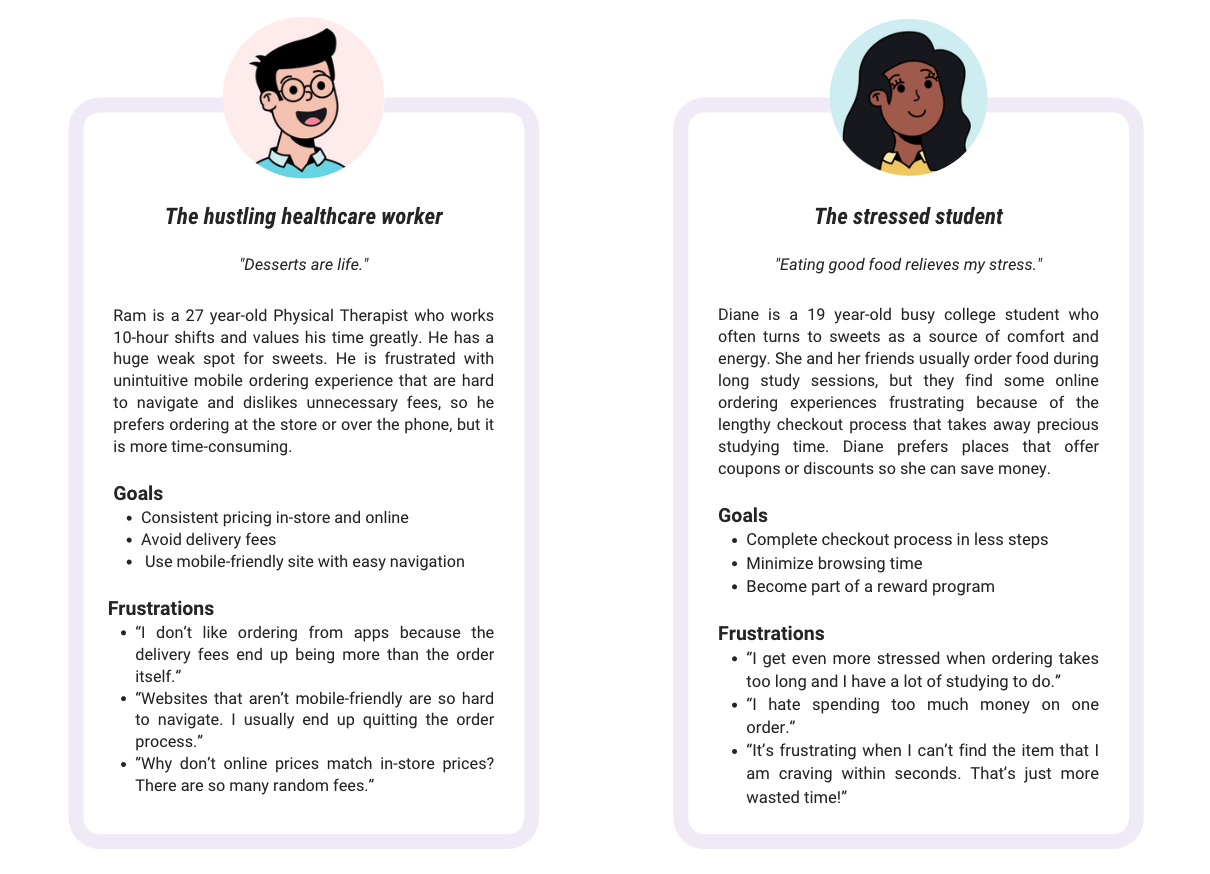 The hustling healthcare worker
"Desserts are life."
Ram is a 27 year-old Physical Therapist who works
10-hour shifts and values his time greatly. He has a
huge weak spot for sweets. He is frustrated with
unintuitive mobile ordering experience that are hard
to navigate and dislikes unnecessary fees, so he
prefers ordering at the store or over the phone, but it
is more time-consuming.
Goals
• Consistent pricing in-store and online
• Avoid delivery fees
• Use mobile-friendly site with easy navigation
Frustrations
• “I don’t like ordering from apps because the
delivery fees end up being more than the order
itself.”
• “Websites that aren’t mobile-friendly are so hard
to navigate. I usually end up quitting the order
process.”
• “Why don’t online prices match in-store prices?
There are so many random fees.”
The stressed student
"Eating good food relieves my stress."
Diane is a 19 year-old busy college student who
often turns to sweets as a source of comfort and
energy. She and her friends usually order food during
long study sessions, but they find some online
ordering experiences frustrating because of the
lengthy checkout process that takes away precious
studying time. Diane prefers places that offer
coupons or discounts so she can save money.
Goals
• Complete checkout process in less steps
• Minimize browsing time
• Become part of a reward program
Frustrations
• “I get even more stressed when ordering takes
too long and I have a lot of studying to do.”
• “I hate spending too much money on one
order.”
• “It’s frustrating when I can’t find the item that I
am craving within seconds. That’s just more
wasted time!”